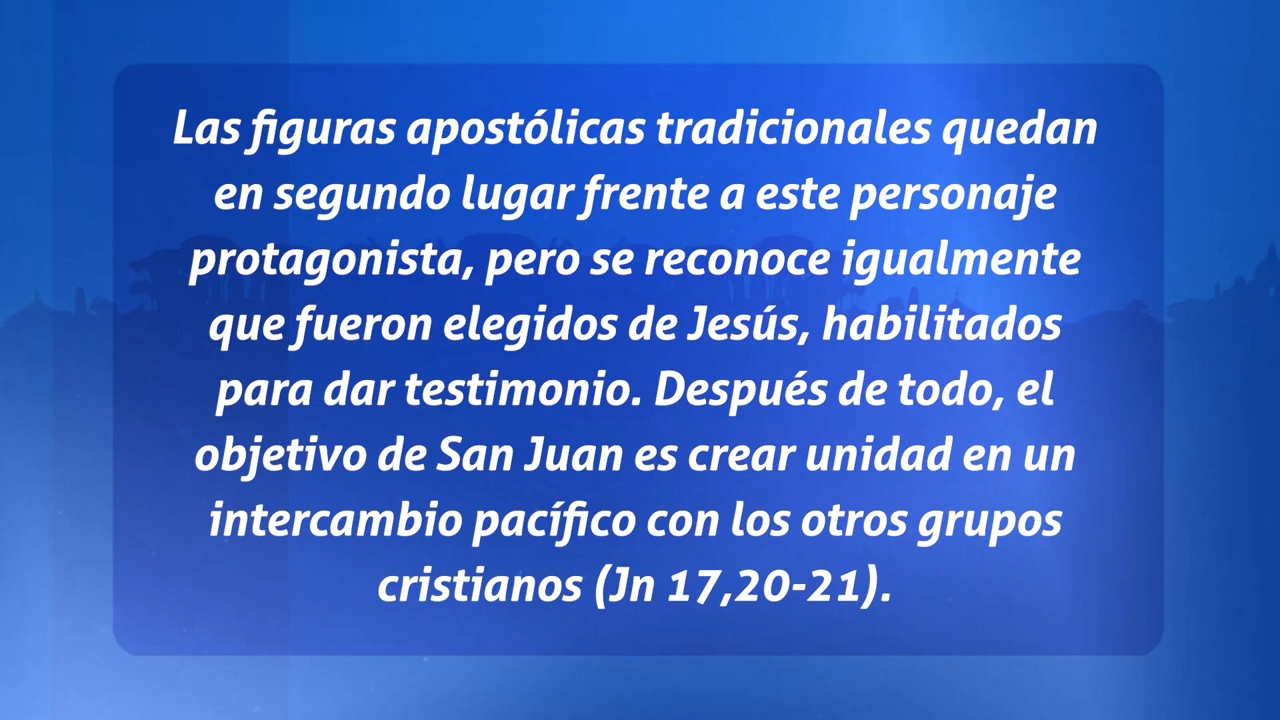 Las figuras apostólicas tradicionales quedan
en segundo lugar frente a este personaje
protagonista, pero se reconoce igualmente
que fueron elegidos de Jesús, habilitados
para dar testimonio. Después de todo, el
objetivo de San Juan es crear unidad en un
intercambio pacífico con los otros grupos
cristianos (Jn 17,20-21).